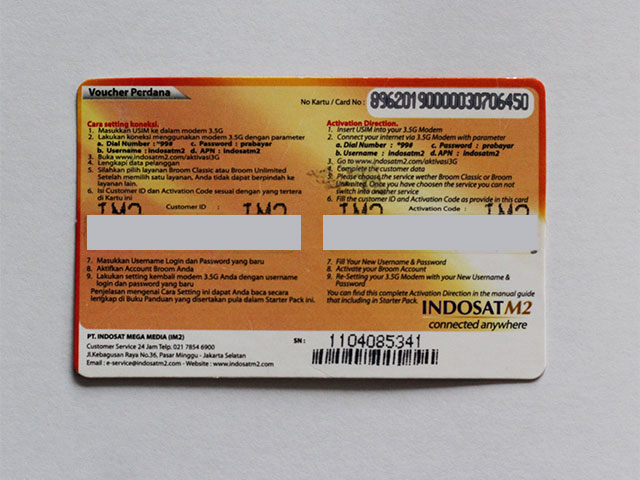 Voucher Perdana
No Kartu / Card No : 8962019000003070​6450
Cara setting koneksi.
1. Masukkan USIM ke dalam modem 3.5G
2. Lakukan koneksi menggunakan modem 3.5G dengan parameter
a. Dial Number : *99# c. Password : prabayar
b. Username : indosatm2 d. APN : indosatm2
3. Buka www.indosatm2.com/aktivasi3G
4. Lengkapi data pelanggan
5. Silahkan pilih layanan Broom Classic atau Broom Unlimited
Setelah memilih satu layanan, Anda tidak dapat berpindah ke
layanan lain.
6. Isi Customer ID dan Activation Code sesuai dengan yang tertera
di Kartu ini
IM2 Customer ID : IM2
7. Masukkan Username Login dan Password yang baru
8. Aktifkan Account Broom Anda
9. Lakukan setting kembali modem 3.5G Anda dengan username
login dan password yang baru
Penjelasan mengenai Cara Setting ini dapat Anda baca secara
lengkap di Buku Panduan yang disertakan pula dalam Starter Pack ini.
Activation Direction.
1. Insert USIM into your 3.5G Modem
2. Connect your internet via 3.5G Modem with parameter
a. Dial Number : *99# c. Password : prabayar
b. Username : indosatm2 d. APN : indosatm2
3. Go to www.indosatm2.com/aktivasi3G
4. Complete the customer data
5. Please choose the service wether Broom Classic or Broom
Unlimited. Once you have choosen the service you can not
switch into another service
6. Fill the customer ID and Activation Code as provide in this card
IM2 Activation Code : IM2
7. Fill Your New Username & Password
8. Activate your Broom Account
9. Re-Setting your 3.5G Modem with your New Username &
Password
You can find this complete Activation Direction in the manual guide
that including in Starter Pack.
INDOSAT M2
connected anywhere
PT. INDOSAT MEGA MEDIA (IM2)
Customer Service 24 Jam Telp. 021 7854 6900
Jl.Kebagusan Raya No.36, Pasar Minggu - Jakarta Selatan
Email : e-service@indosatm2.com - Website : www.indosatm2.com
SN : 1104085341